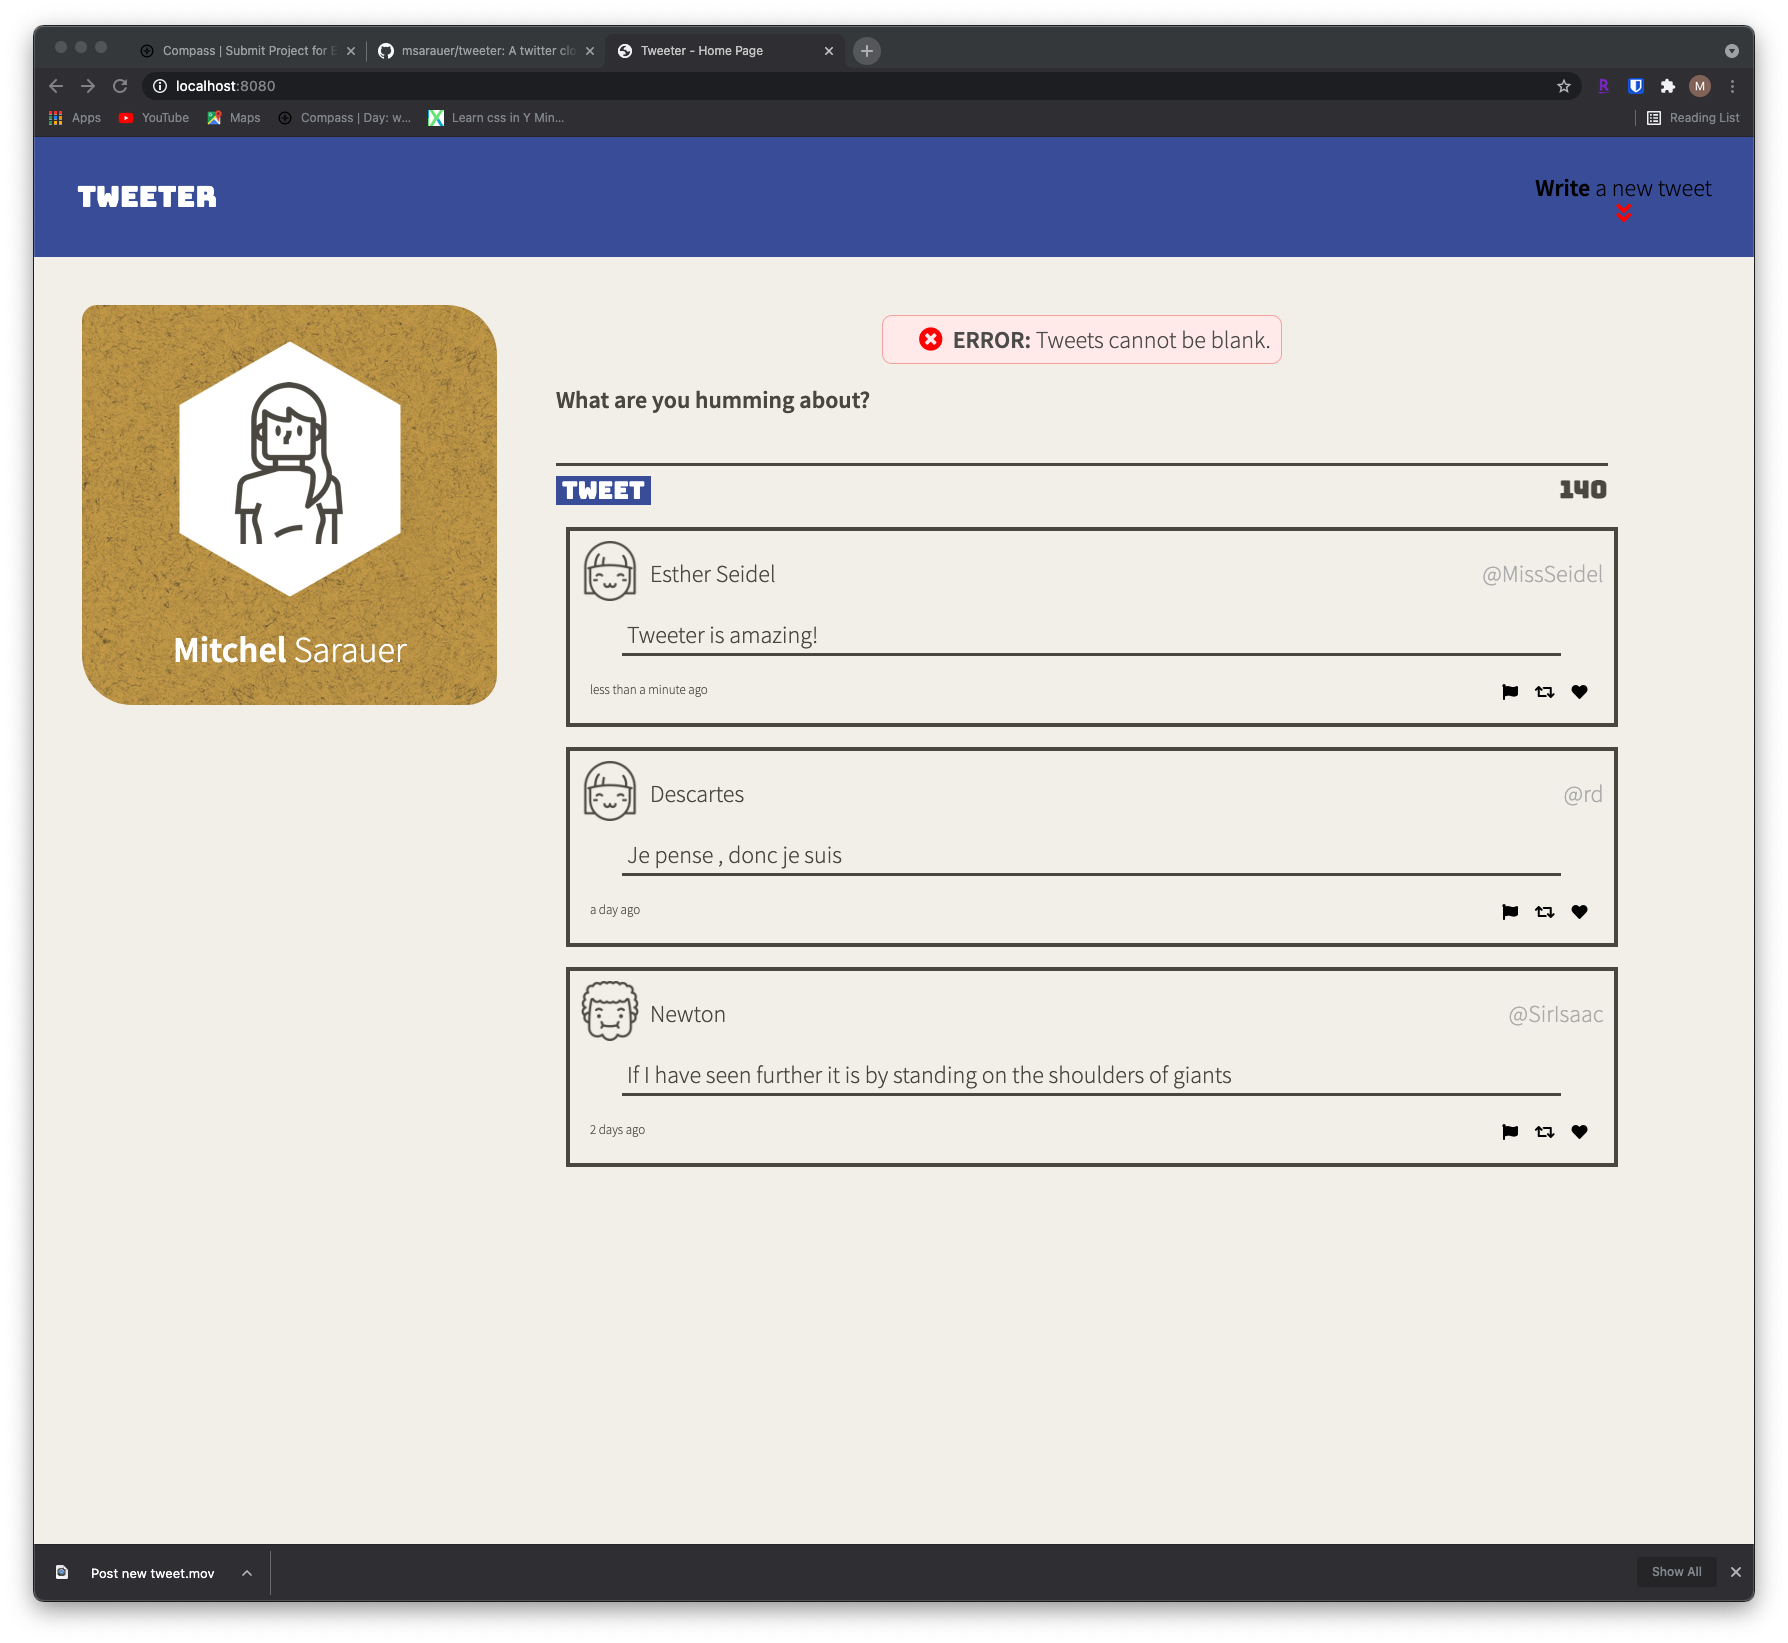 Compass | Submit Project for E
msarauer/tweeter: A twitter clo
Tweeter - Home Page
localhost:8080
M
Apps
YouTube
Maps
Compass | Day: w...
Learn css in Y Min...
Reading List
TWEETER
Write a new tweet
ERROR: Tweets cannot be blank.
What are you humming about?
TWEET
140
Mitchel Sarauer
Esther Seidel
@MissSeidel
Tweeter is amazing!
less than a minute ago
Descartes
@rd
Je pense , donc je suis
a day ago
Newton
@SirIsaac
If I have seen further it is by standing on the shoulders of giants
2 days ago
Post new tweet.mov
Show All